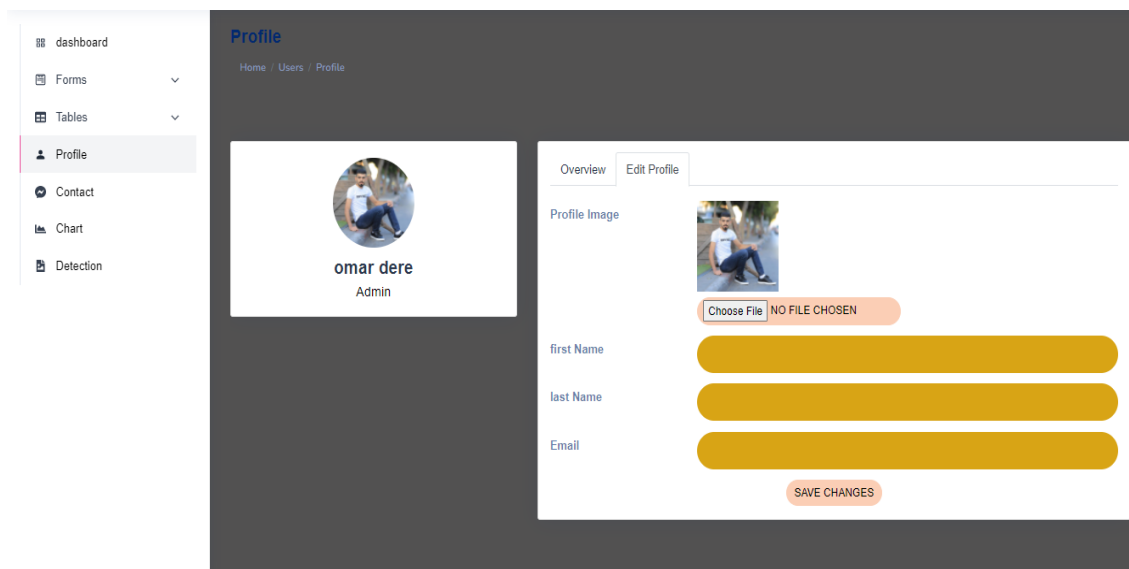 dashboard
Forms
Tables
Profile
Contact
Chart
Detection
Profile
Home / Users / Profile
omar dere
Admin
Overview
Edit Profile
Profile Image
Choose File NO FILE CHOSEN
first Name
last Name
Email
SAVE CHANGES